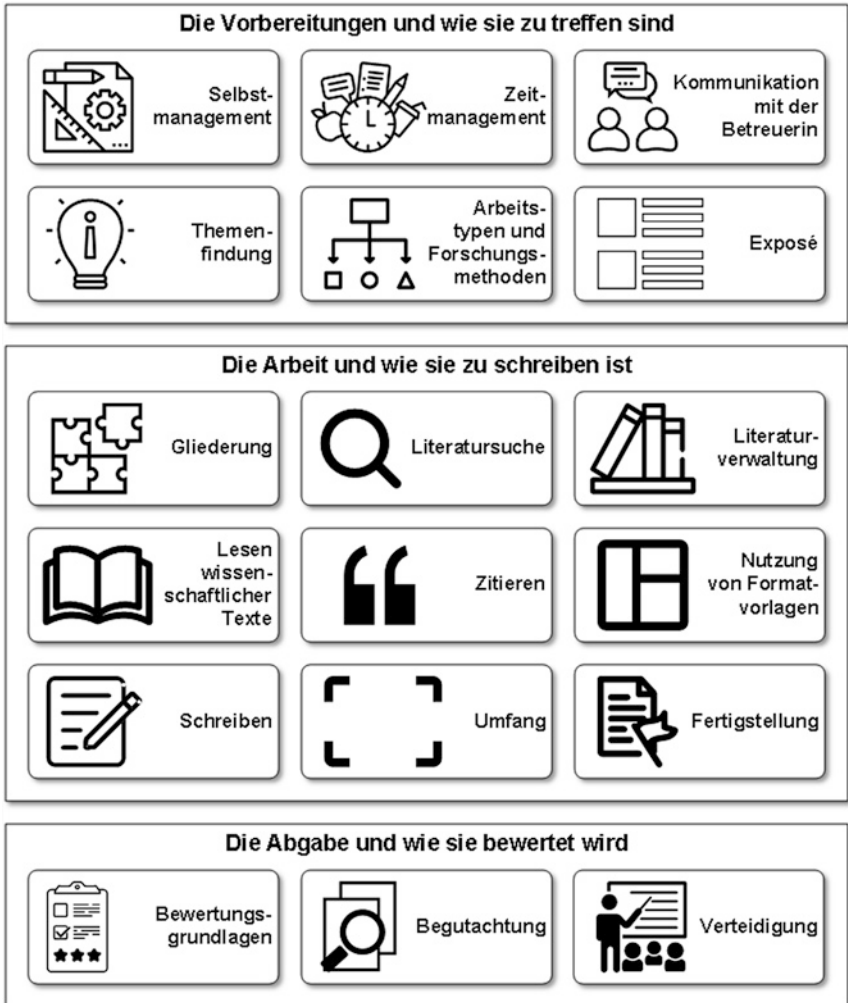 Die Vorbereitungen und wie sie zu treffen sind
Selbst-
management
Zeit-
management
Kommunikation
mit der
Betreuerin
Themen-
findung
Arbeits-
typen und
Forschungs-
methoden
Exposé
Die Arbeit und wie sie zu schreiben ist
Gliederung
Literatursuche
Literatur-
verwaltung
Lesen
wissen-
schaftlicher
Texte
Zitieren
Nutzung
von Format-
vorlagen
Schreiben
Umfang
Fertigstellung
Die Abgabe und wie sie bewertet wird
Bewertungs-
grundlagen
Begutachtung
Verteidigung